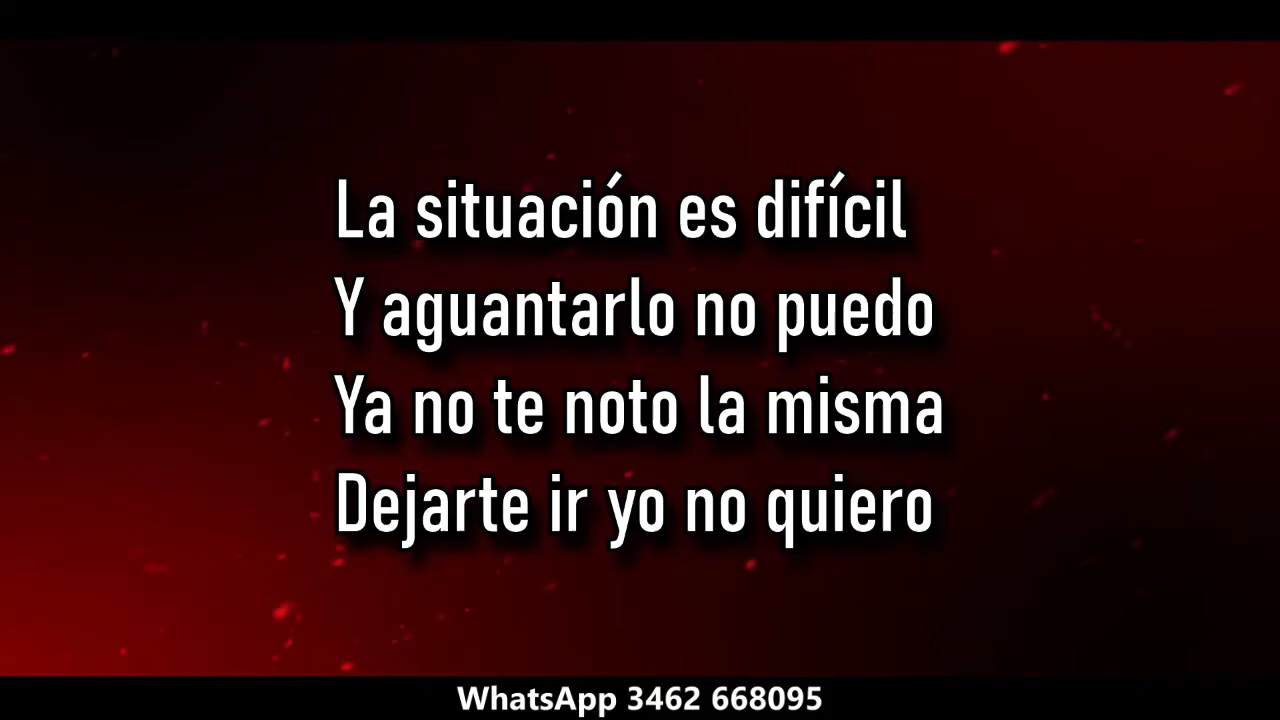 La situación es difícil
Y aguantarlo no puedo
Ya no te noto la misma
Dejarte ir yo no quiero
WhatsApp 3462 668095